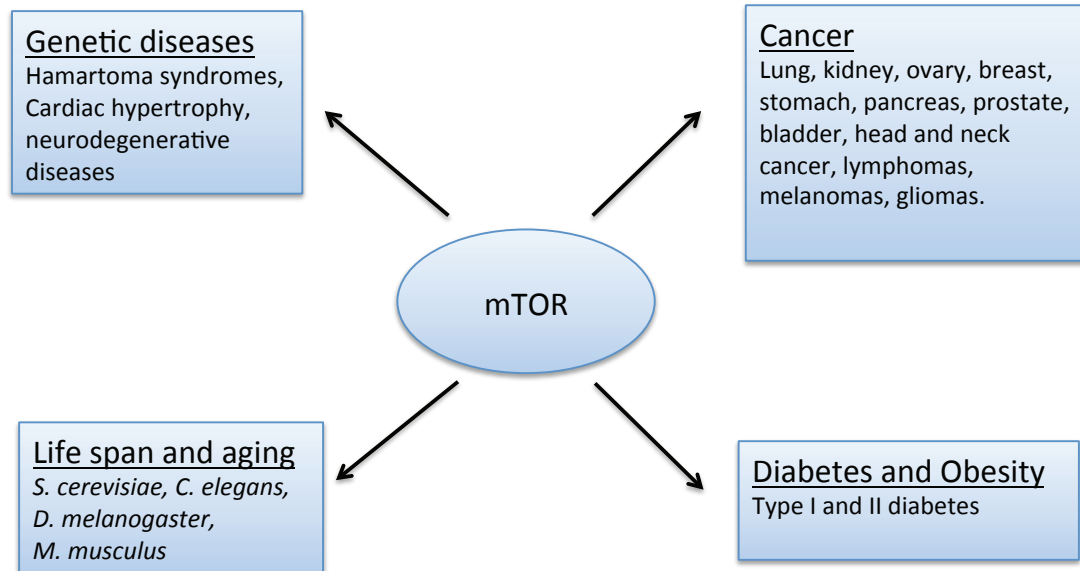 Genetic diseases
Hamartoma syndromes,
Cardiac hypertrophy,
neurodegenerative
diseases
Cancer
Lung, kidney, ovary, breast,
stomach, pancreas, prostate,
bladder, head and neck
cancer, lymphomas,
melanomas, gliomas.
mTOR
Life span and aging
S. cerevisiae, C. elegans,
D. melanogaster,
M. musculus
Diabetes and Obesity
Type I and II diabetes